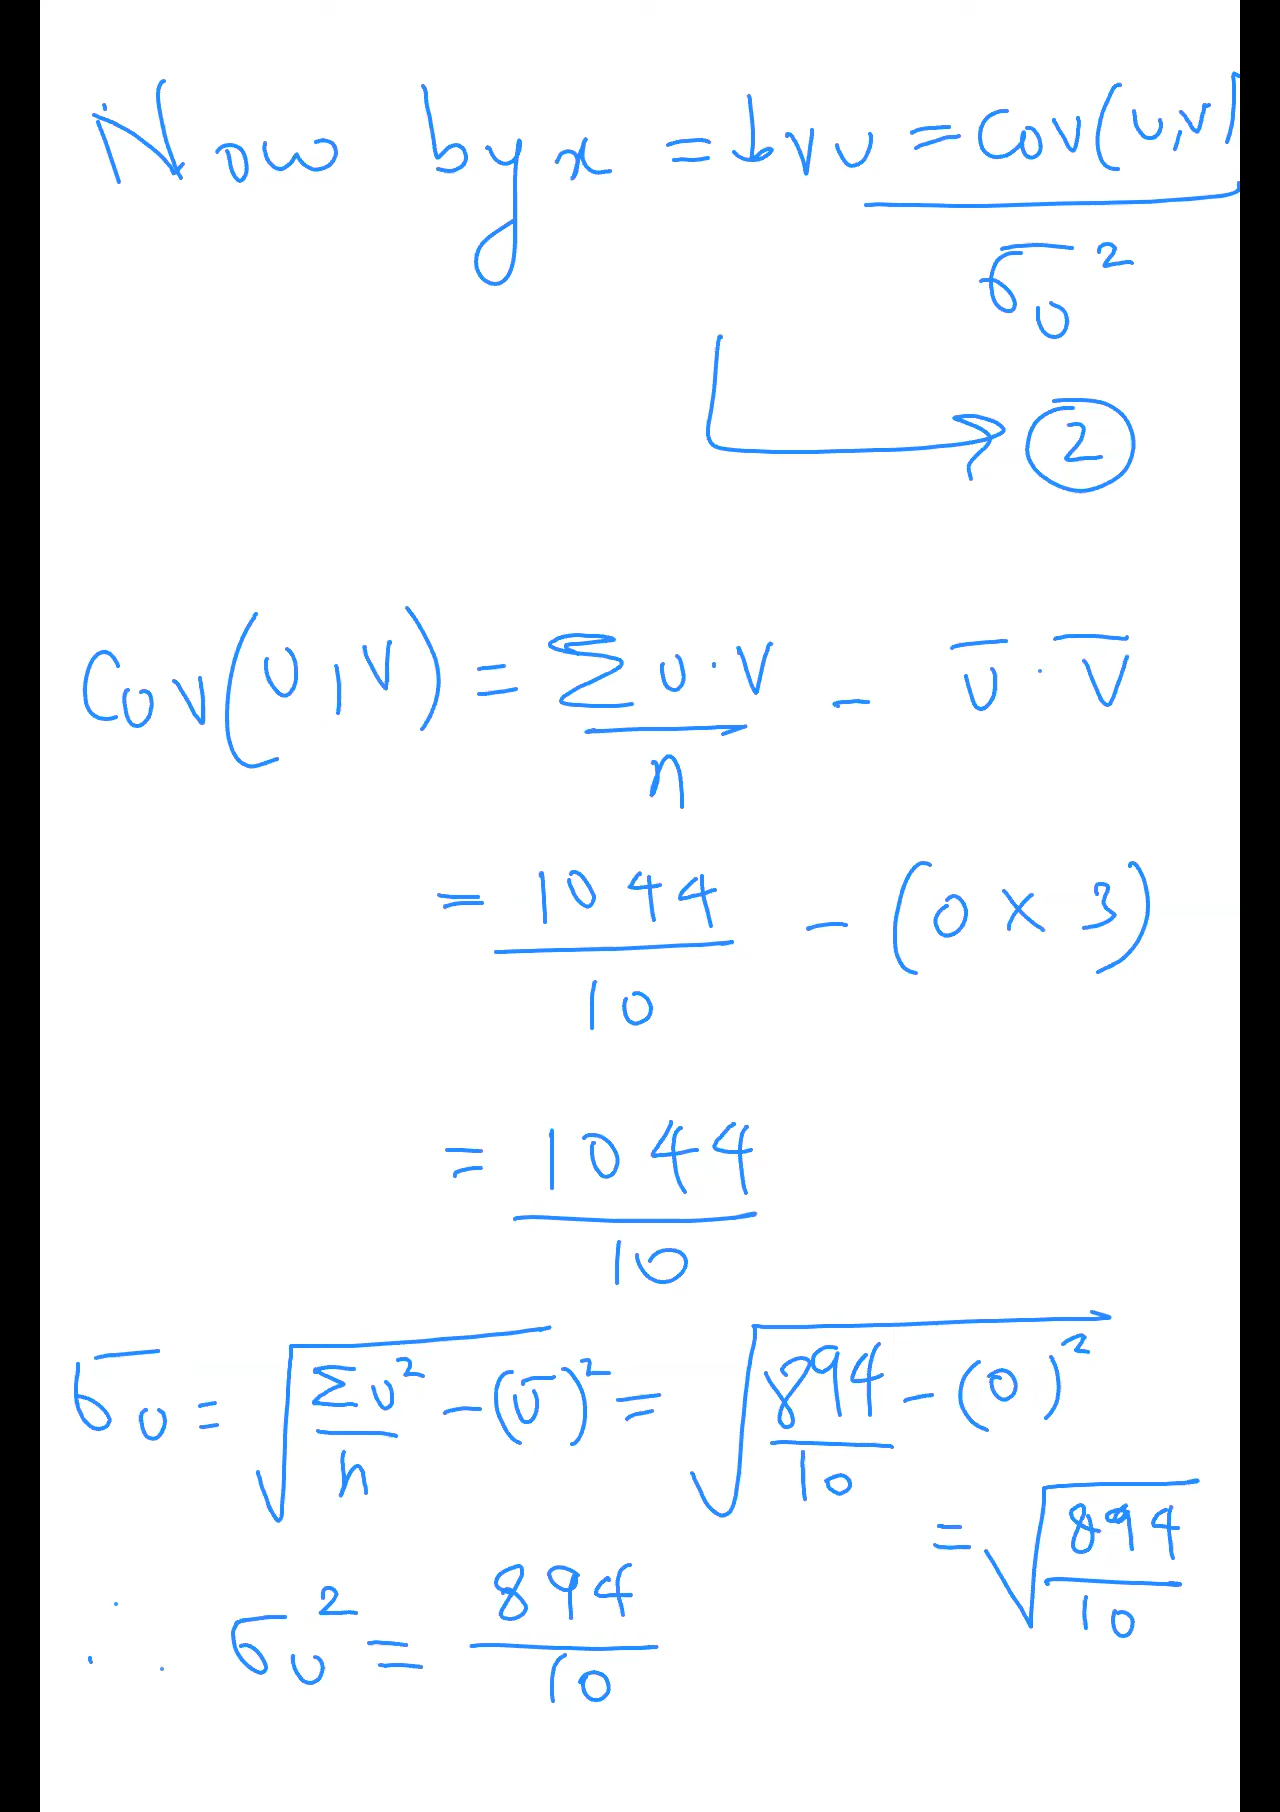 Now byx = bvu = Cov(u,v)
σu²
2
Cov(u,v) = Σu·v/n − ū·v̄
= 1044/10 − (0×3)
= 1044/10
σu = √(Σu²/n − (ū)²) = √(894/10 − (0)²)
= √(894/10)
∴ σu² = 894/10